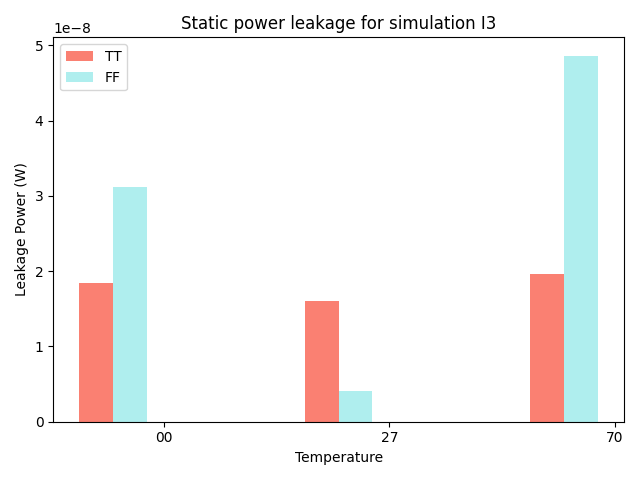 Static power leakage for simulation I3
1e−8
5
4
3
2
1
0
Leakage Power (W)
TT
FF
00
27
70
Temperature